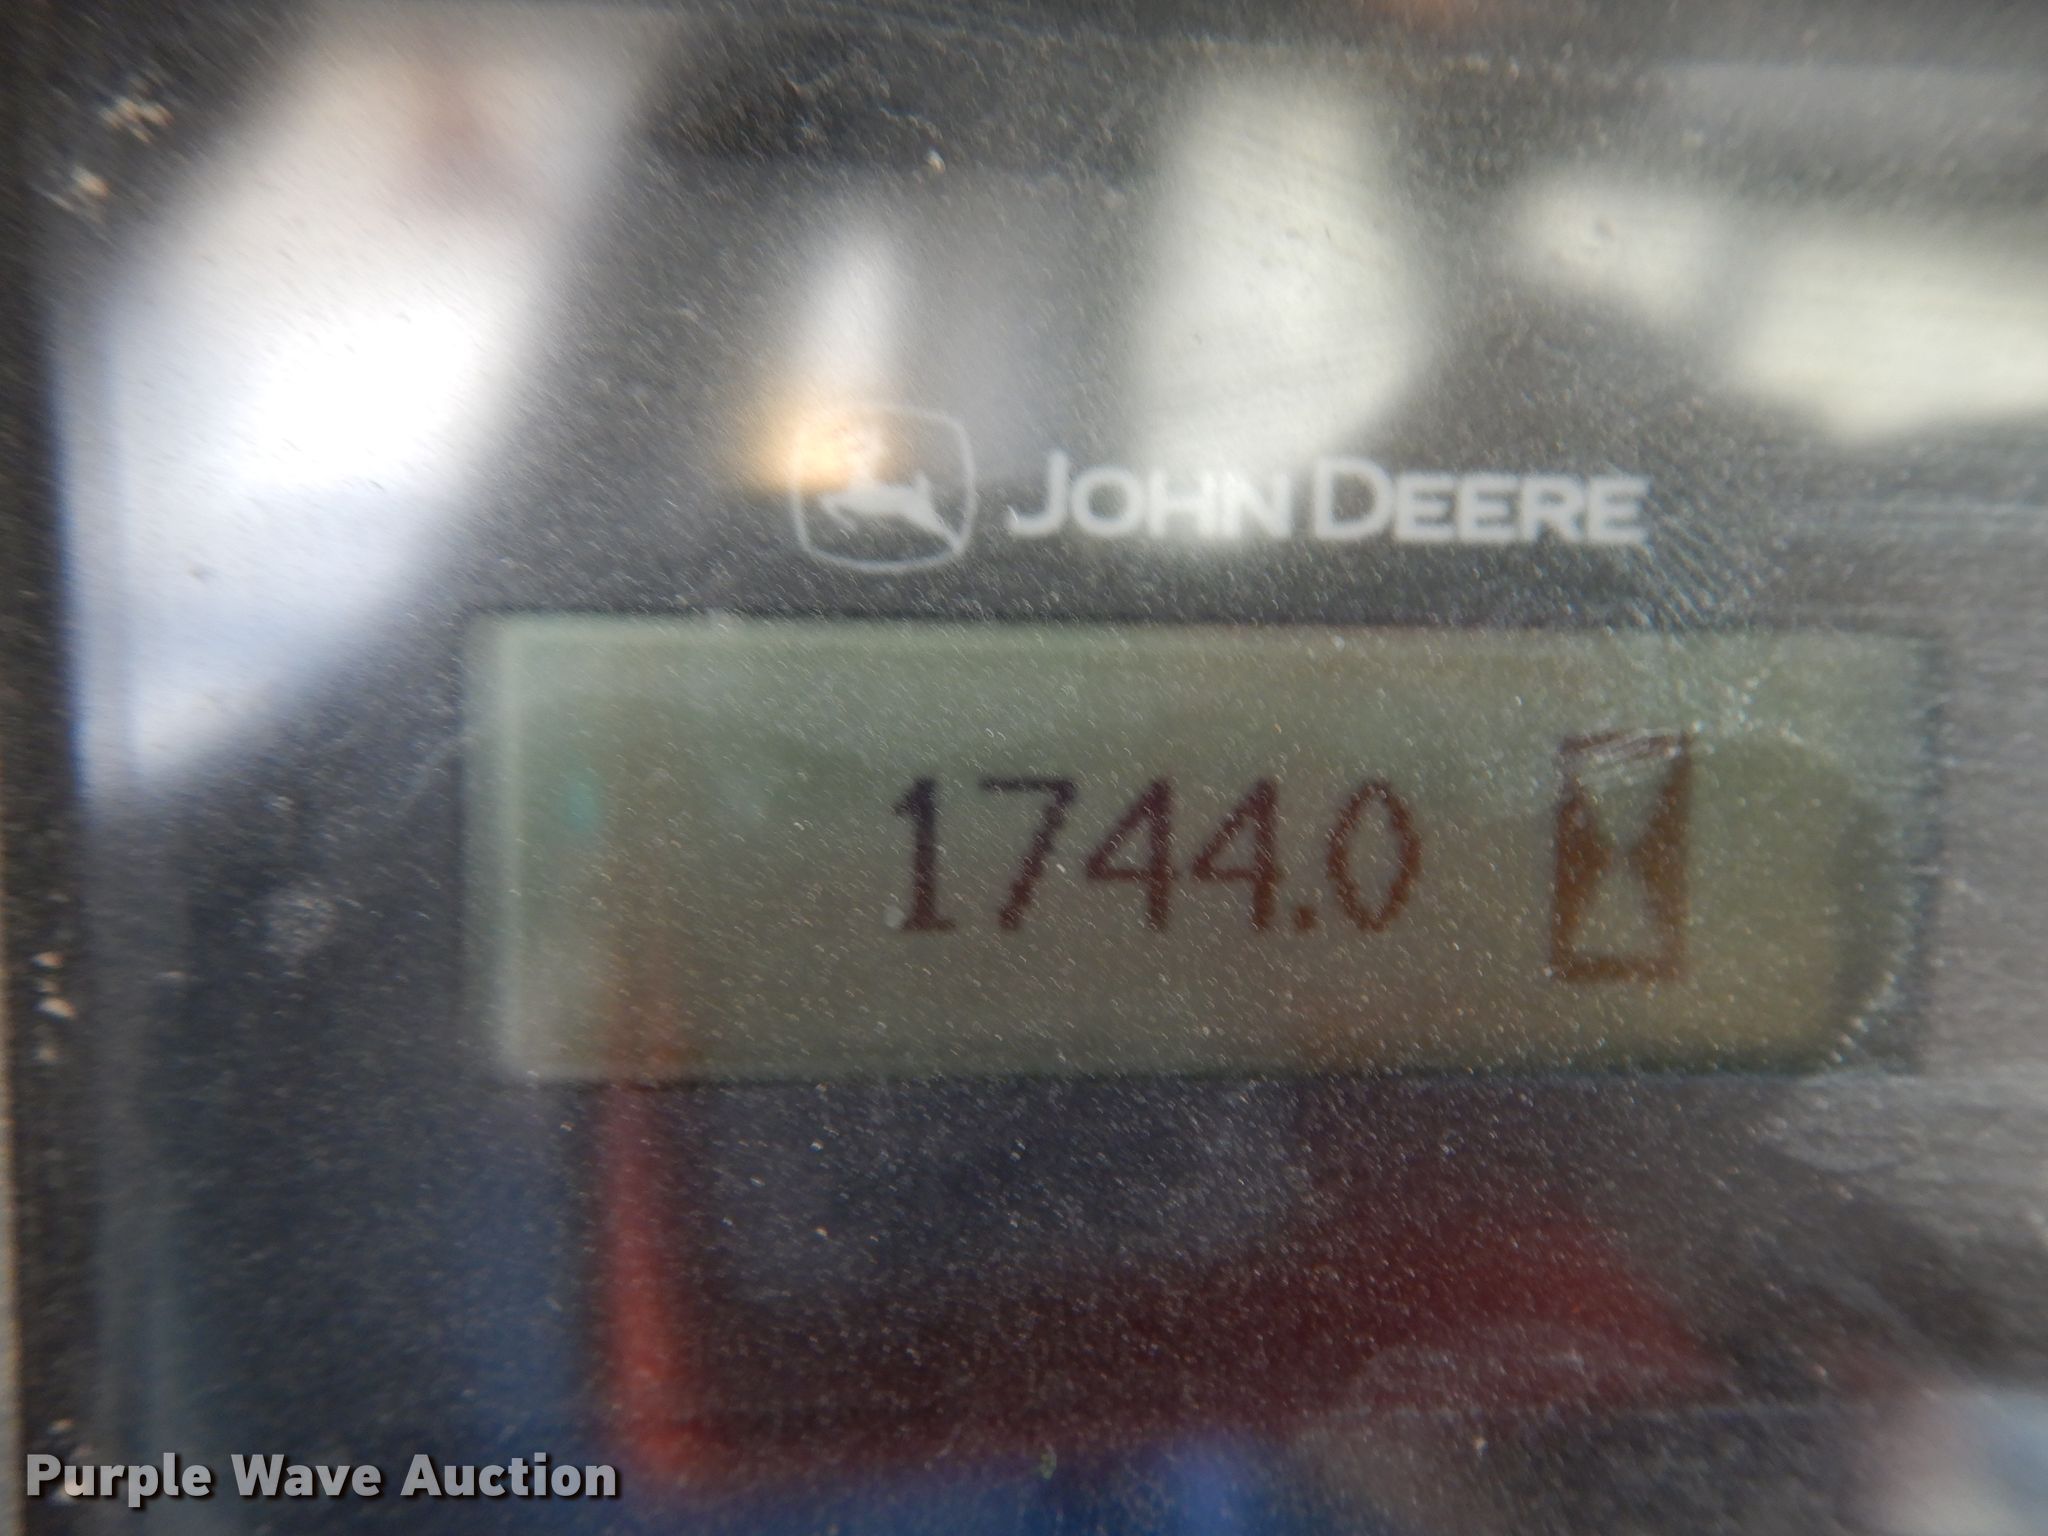 JOHN DEERE
1744.0
Purple Wave Auction